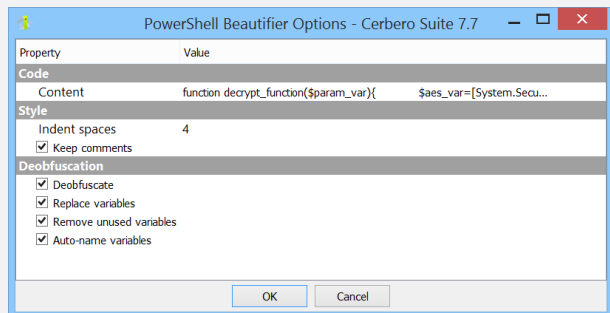 PowerShell Beautifier Options - Cerbero Suite 7.7
Property Value
Code
Content function decrypt_function($param_var){ $aes_var=[System.Secu...
Style
Indent spaces 4
Keep comments
Deobfuscation
Deobfuscate
Replace variables
Remove unused variables
Auto-name variables
OK Cancel